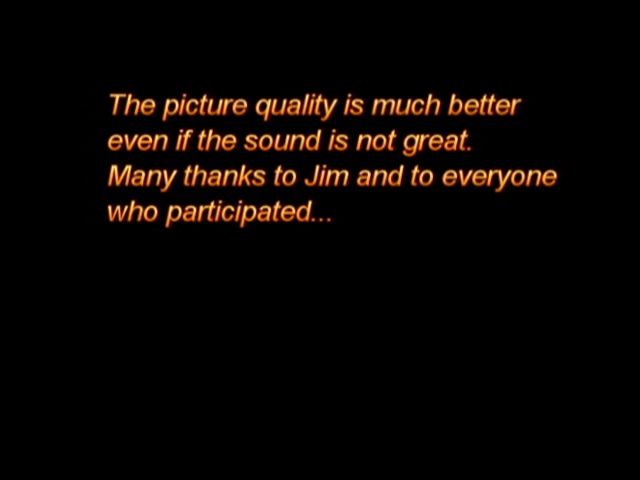 The picture quality is much better
even if the sound is not great.
Many thanks to Jim and to everyone
who participated...